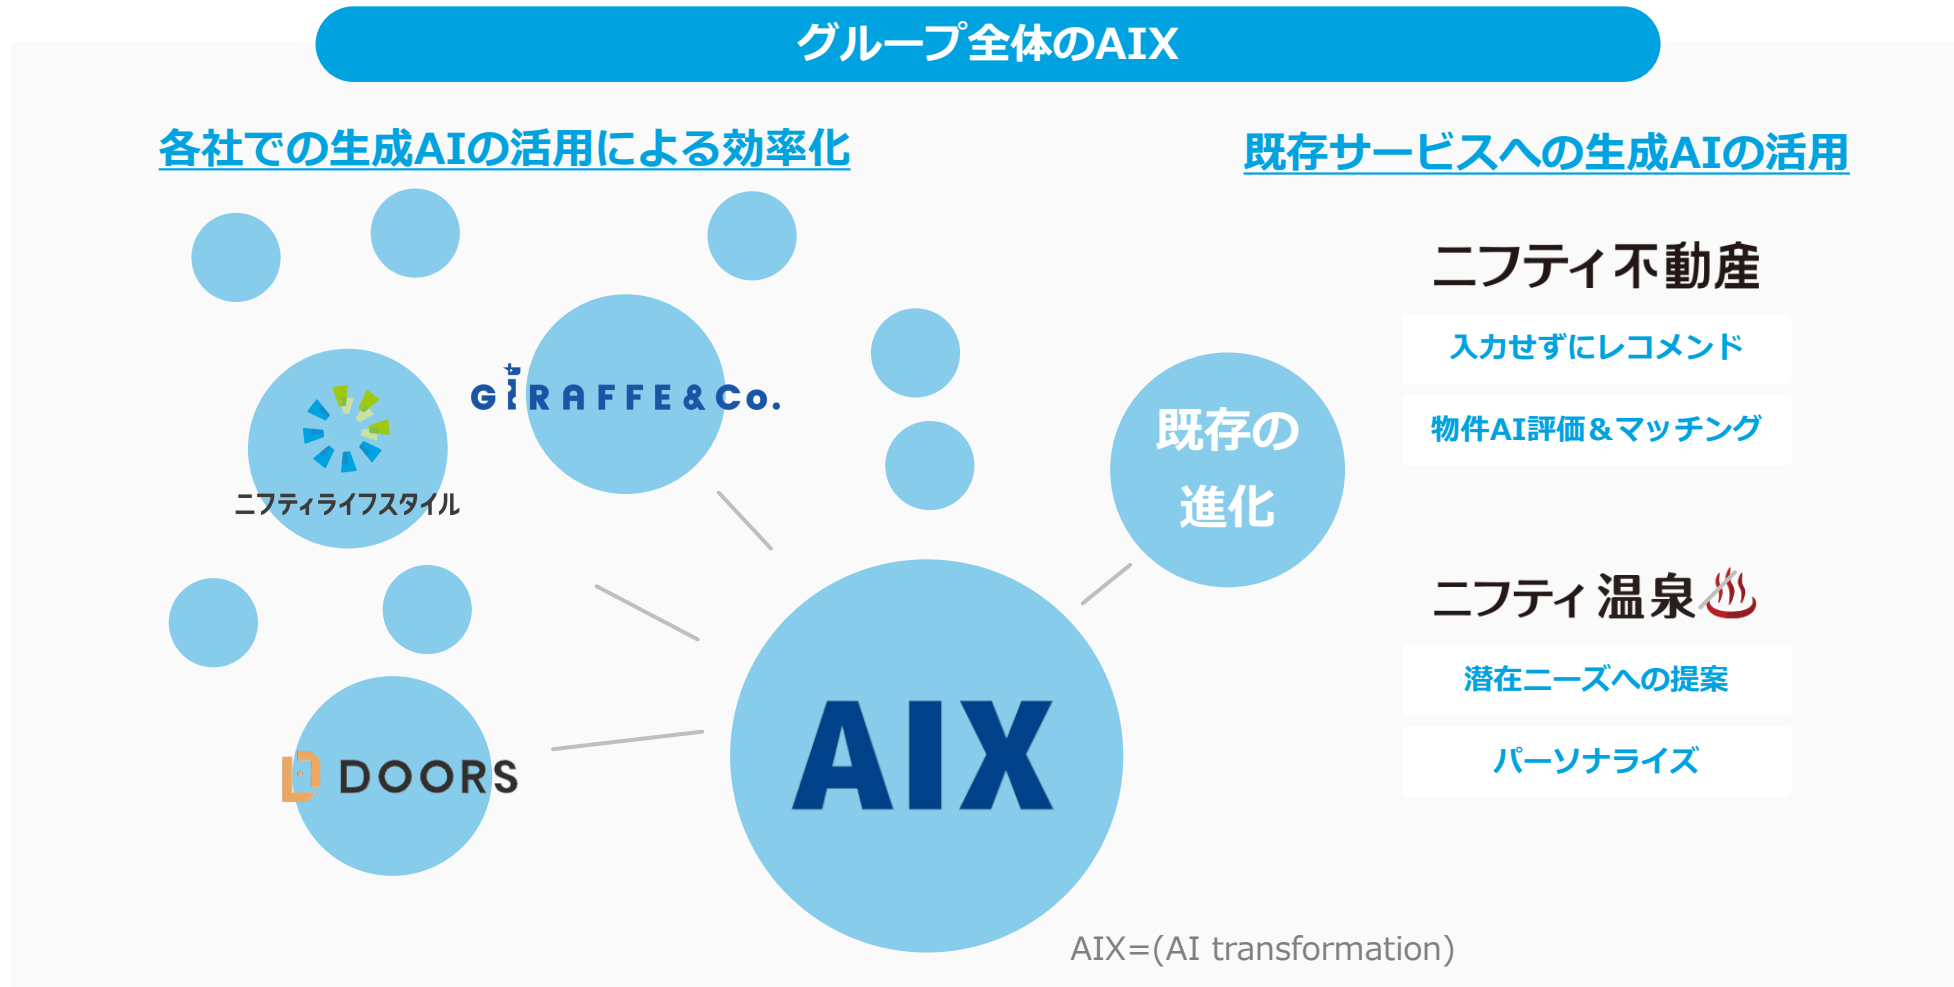 グループ全体のAIX
各社での生成AIの活用による効率化
GIRAFFE&Co.
ニフティライフスタイル
DOORS
AIX
既存の
進化
既存サービスへの生成AIの活用
ニフティ不動産
入力せずにレコメンド
物件AI評価&マッチング
ニフティ温泉
潜在ニーズへの提案
パーソナライズ
AIX=(AI transformation)